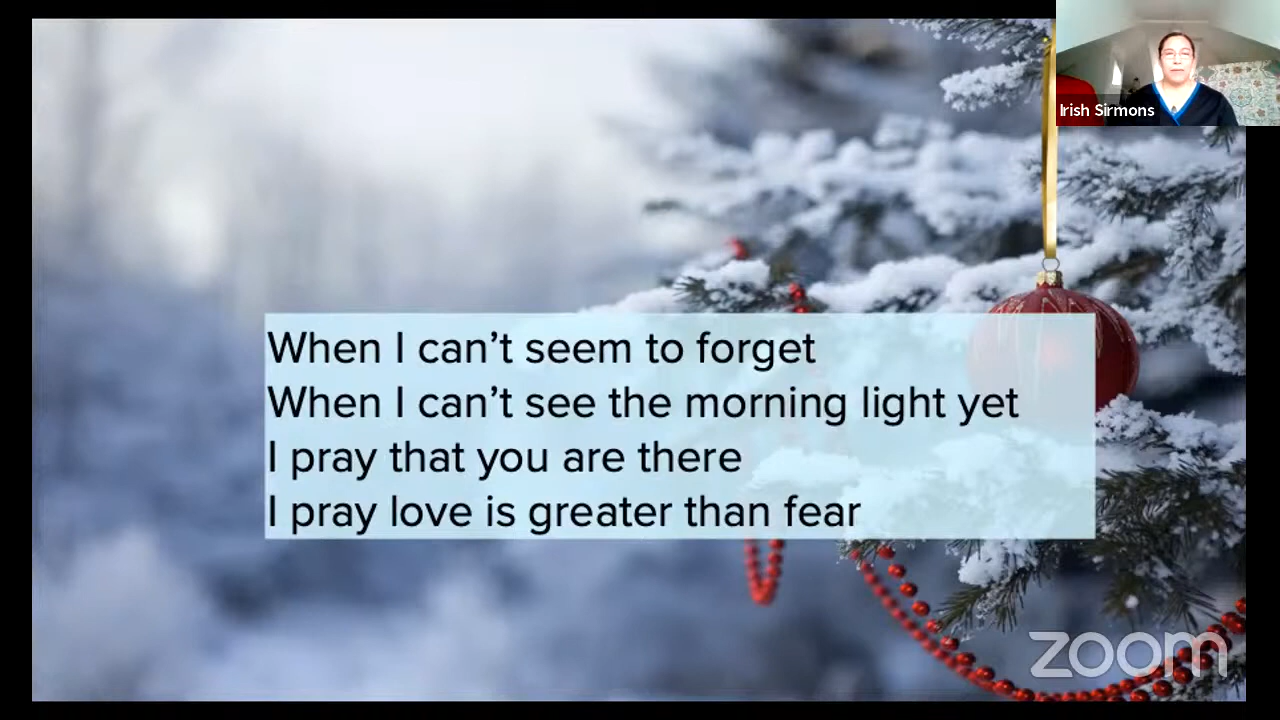 Irish Sirmons
When I can't seem to forget
When I can't see the morning light yet
I pray that you are there
I pray love is greater than fear
zoom